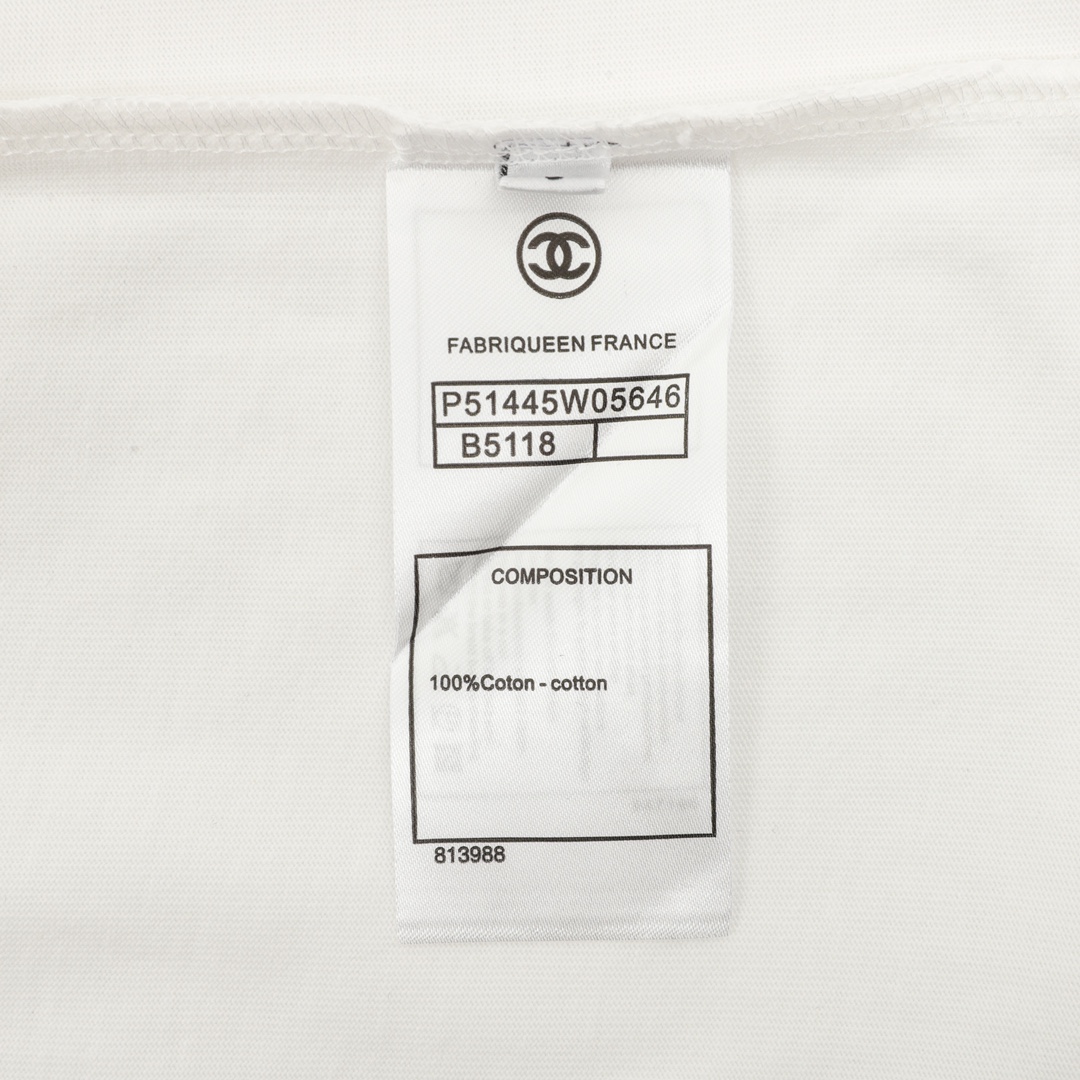 FABRIQUEEN FRANCE
P51445W05646
B5118
COMPOSITION
100%Coton - cotton
813988